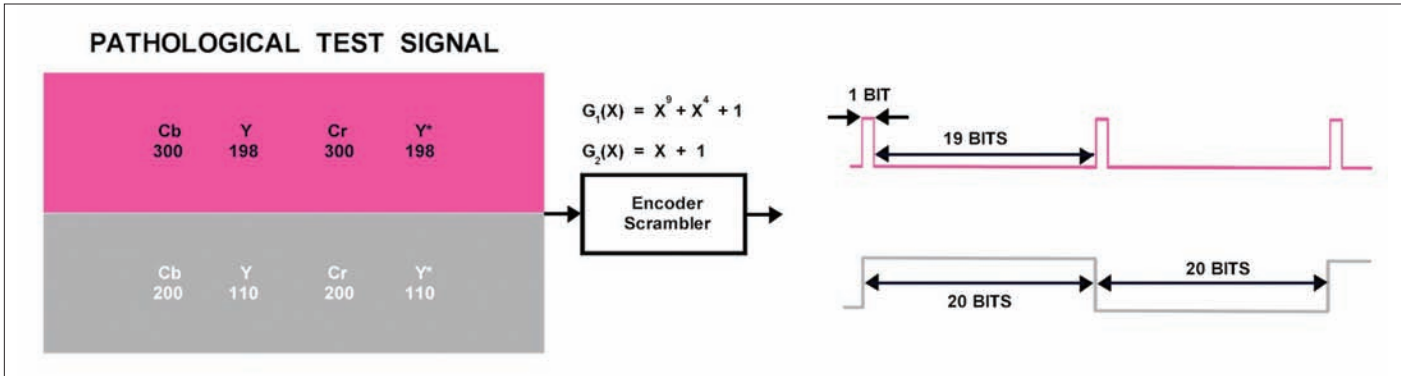 PATHOLOGICAL TEST SIGNAL
Cb Y Cr Y*
300 198 300 198
Cb Y Cr Y*
200 110 200 110
G₁(X) = X⁹ + X⁴ + 1
G₂(X) = X + 1
Encoder
Scrambler
1 BIT
19 BITS
20 BITS
20 BITS